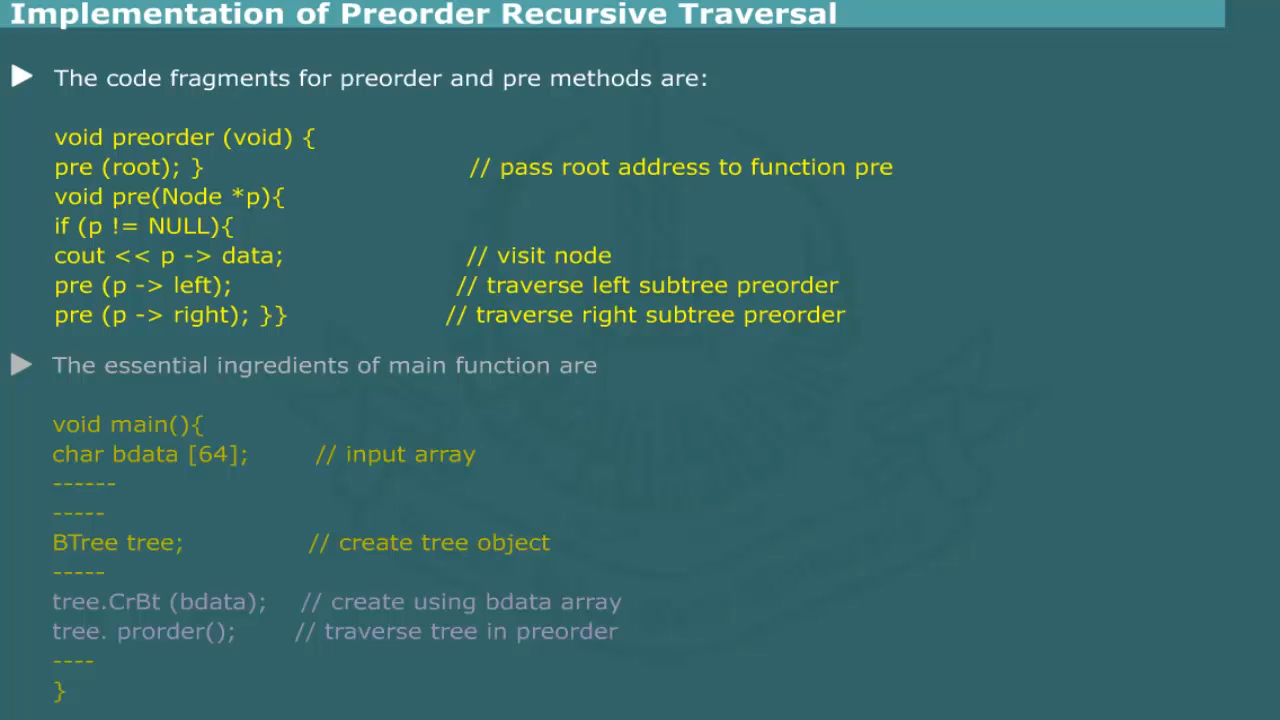 Implementation of Preorder Recursive Traversal
The code fragments for preorder and pre methods are:
void preorder (void) {
pre (root); } // pass root address to function pre
void pre(Node *p){
if (p != NULL){
cout << p -> data; // visit node
pre (p -> left); // traverse left subtree preorder
pre (p -> right); }} // traverse right subtree preorder
The essential ingredients of main function are
void main(){
char bdata [64]; // input array
------
-----
BTree tree; // create tree object
-----
tree.CrBt (bdata); // create using bdata array
tree. prorder(); // traverse tree in preorder
----
}